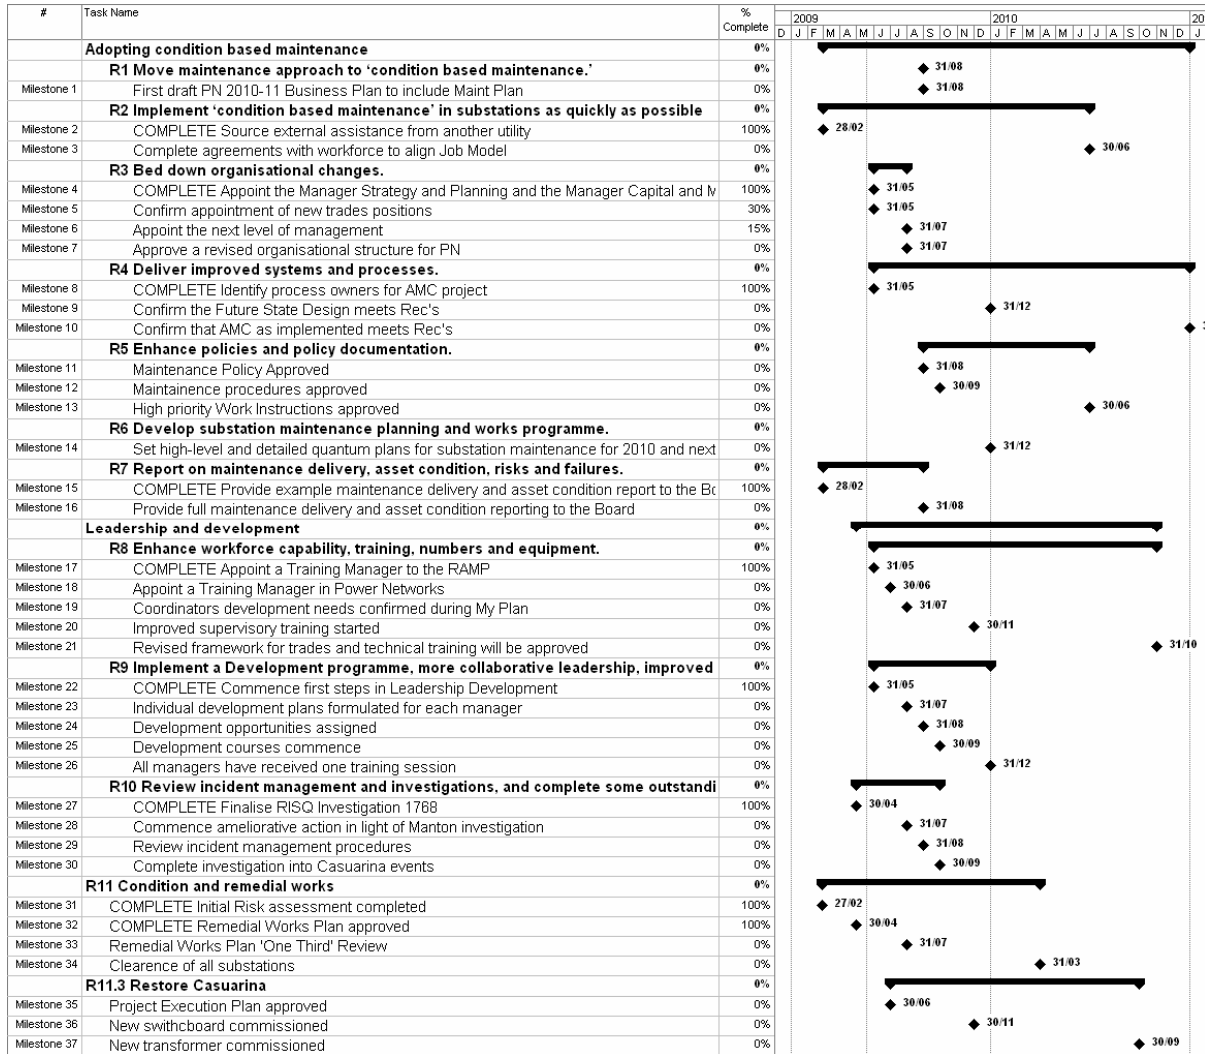 # Task Name % Complete 2009 2010 20
D J F M A M J J A S O N D J F M A M J J A S O N D J
Adopting condition based maintenance 0%
R1 Move maintenance approach to ‘condition based maintenance.’ 0% 31/08
Milestone 1 First draft PN 2010-11 Business Plan to include Maint Plan 0% 31/08
R2 Implement ‘condition based maintenance’ in substations as quickly as possible 0%
Milestone 2 COMPLETE Source external assistance from another utility 100% 28/02
Milestone 3 Complete agreements with workforce to align Job Model 0% 30/06
R3 Bed down organisational changes. 0%
Milestone 4 COMPLETE Appoint the Manager Strategy and Planning and the Manager Capital and M 100% 31/05
Milestone 5 Confirm appointment of new trades positions 30% 31/05
Milestone 6 Appoint the next level of management 15% 31/07
Milestone 7 Approve a revised organisational structure for PN 0% 31/07
R4 Deliver improved systems and processes. 0%
Milestone 8 COMPLETE Identify process owners for AMC project 100% 31/05
Milestone 9 Confirm the Future State Design meets Rec's 0% 31/12
Milestone 10 Confirm that AMC as implemented meets Rec's 0%
R5 Enhance policies and policy documentation. 0%
Milestone 11 Maintenance Policy Approved 0% 31/08
Milestone 12 Maintainence procedures approved 0% 30/09
Milestone 13 High priority Work Instructions approved 0% 30/06
R6 Develop substation maintenance planning and works programme. 0%
Milestone 14 Set high-level and detailed quantum plans for substation maintenance for 2010 and next 0% 31/12
R7 Report on maintenance delivery, asset condition, risks and failures. 0%
Milestone 15 COMPLETE Provide example maintenance delivery and asset condition report to the Bo 100% 28/02
Milestone 16 Provide full maintenance delivery and asset condition reporting to the Board 0% 31/08
Leadership and development 0%
R8 Enhance workforce capability, training, numbers and equipment. 0%
Milestone 17 COMPLETE Appoint a Training Manager to the RAMP 100% 31/05
Milestone 18 Appoint a Training Manager in Power Networks 0% 30/06
Milestone 19 Coordinators development needs confirmed during My Plan 0% 31/07
Milestone 20 Improved supervisory training started 0% 30/11
Milestone 21 Revised framework for trades and technical training will be approved 0% 31/10
R9 Implement a Development programme, more collaborative leadership, improved 0%
Milestone 22 COMPLETE Commence first steps in Leadership Development 100% 31/05
Milestone 23 Individual development plans formulated for each manager 0% 31/07
Milestone 24 Development opportunities assigned 0% 31/08
Milestone 25 Development courses commence 0% 30/09
Milestone 26 All managers have received one training session 0% 31/12
R10 Review incident management and investigations, and complete some outstandi 0%
Milestone 27 COMPLETE Finalise RISQ Investigation 1768 100% 30/04
Milestone 28 Commence ameliorative action in light of Manton investigation 0% 31/07
Milestone 29 Review incident management procedures 0% 31/08
Milestone 30 Complete investigation into Casuarina events 0% 30/09
R11 Condition and remedial works 0%
Milestone 31 COMPLETE Initial Risk assessment completed 100% 27/02
Milestone 32 COMPLETE Remedial Works Plan approved 100% 30/04
Milestone 33 Remedial Works Plan 'One Third' Review 0% 31/07
Milestone 34 Clearence of all substations 0% 31/03
R11.3 Restore Casuarina 0%
Milestone 35 Project Execution Plan approved 0% 30/06
Milestone 36 New swithcboard commissioned 0% 30/11
Milestone 37 New transformer commissioned 0% 30/09